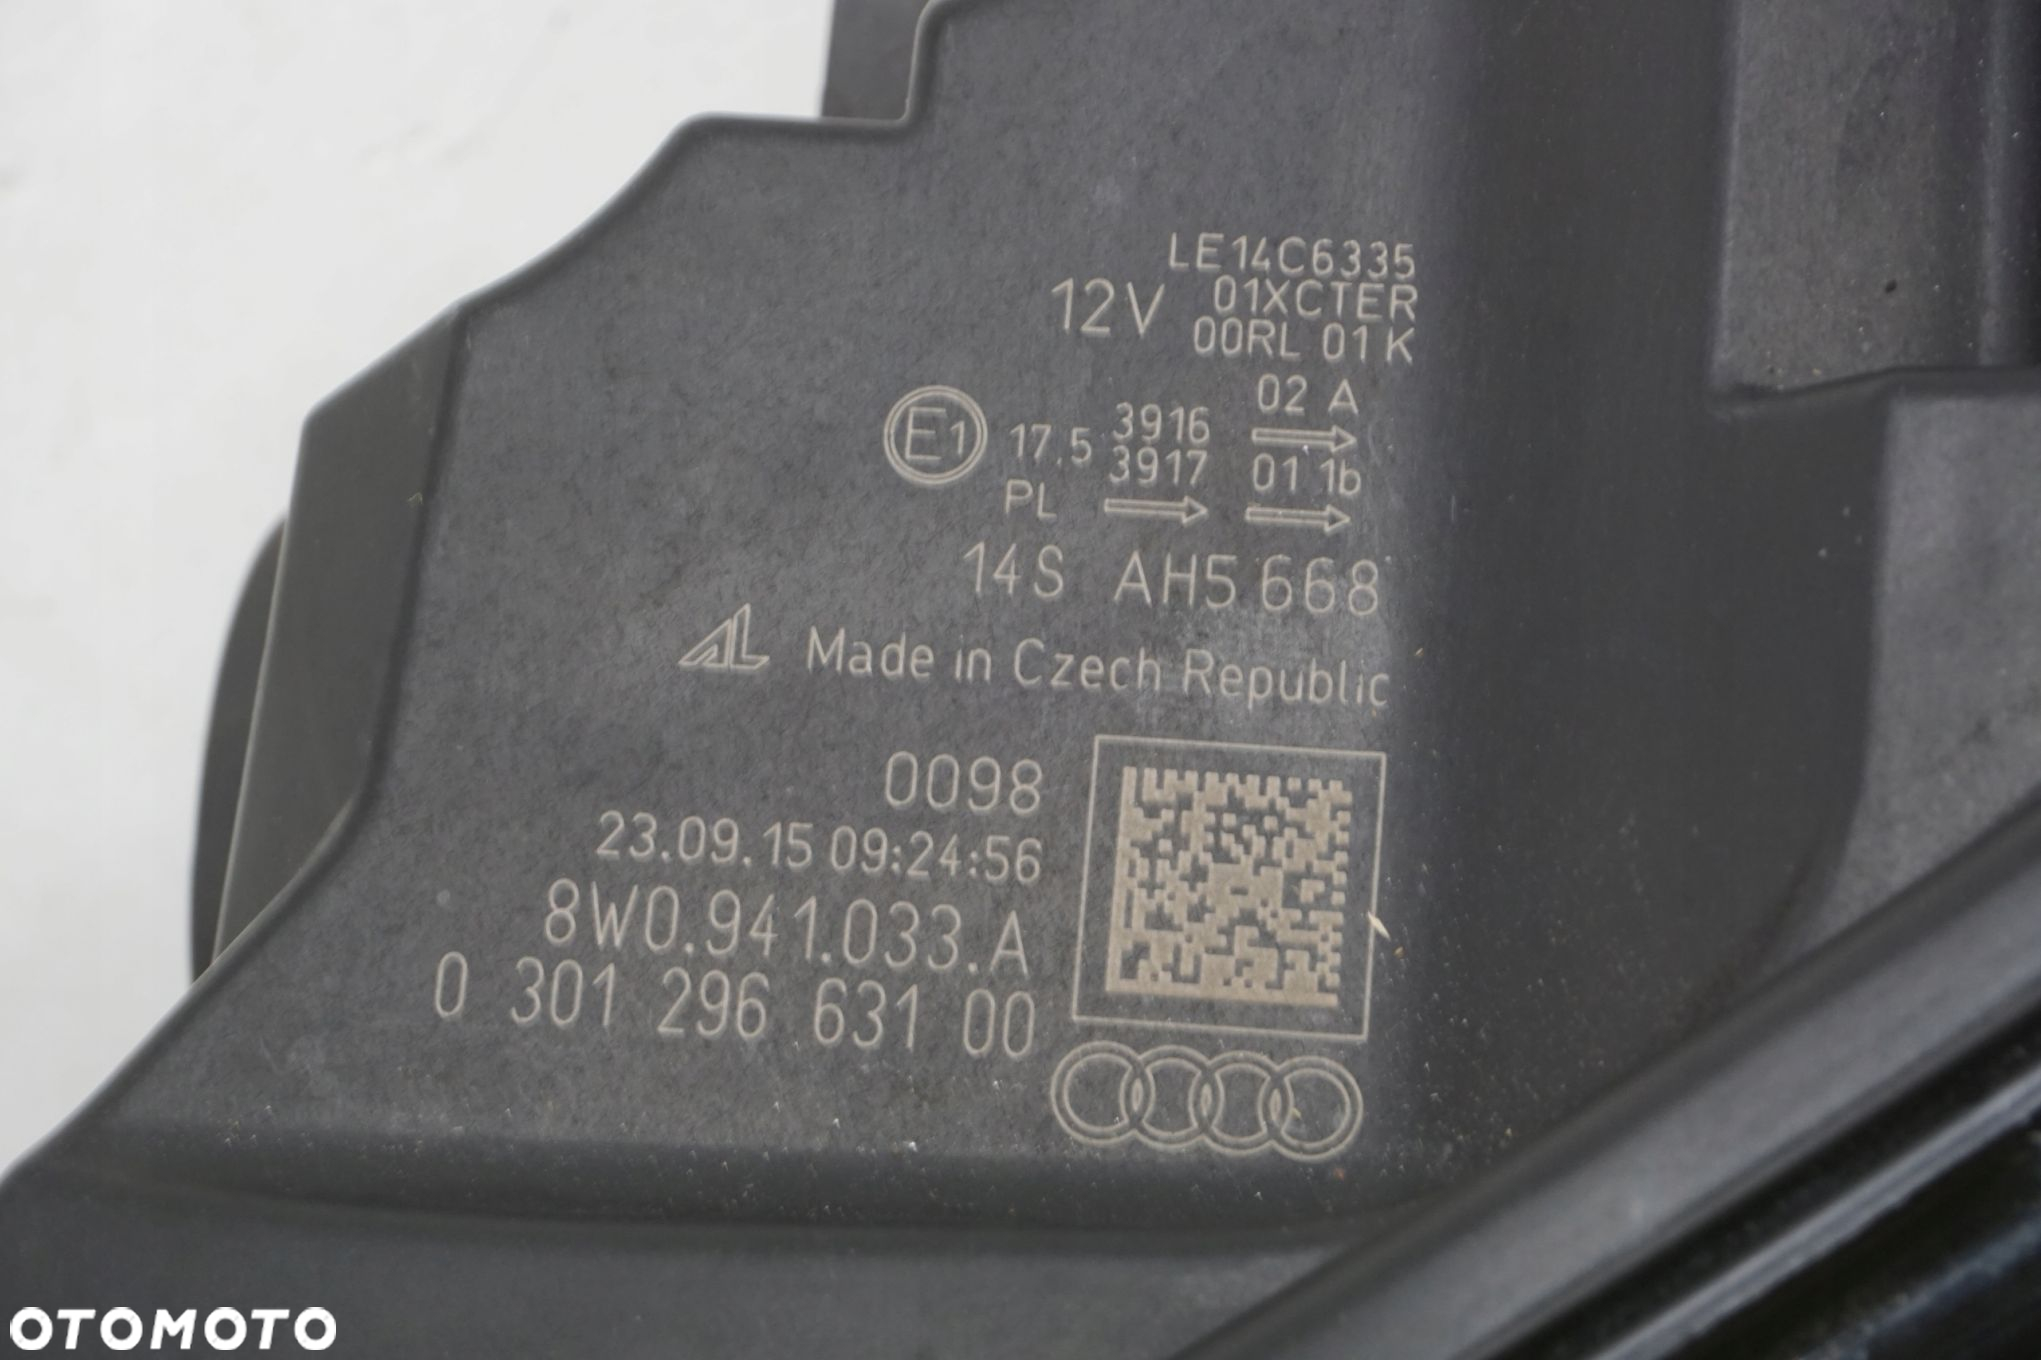 LE14C6335
12V 01XCTER
00RL 01K
02 A
E1 17.5 3916
3917 01 1b
PL
14S AH5 668
AL Made in Czech Republic
0098
23.09.15 09:24:56
8W0.941.033.A
0 301 296 631 00
OTOMOTO